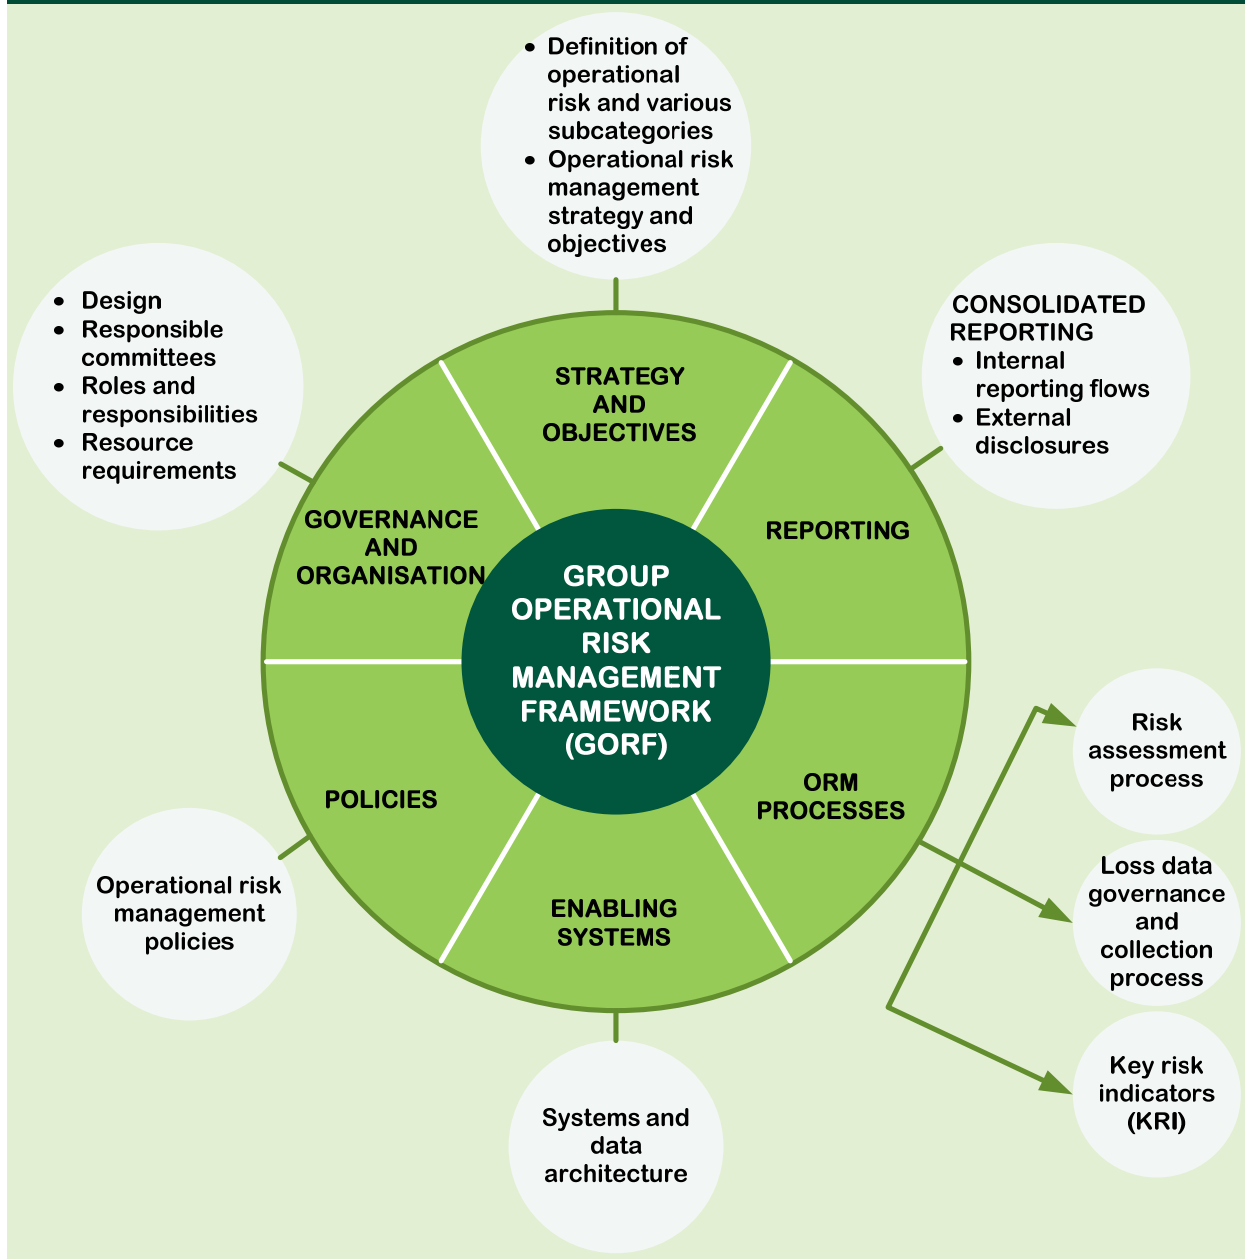 • Definition of
operational
risk and various
subcategories
• Operational risk
management
strategy and
objectives
• Design
• Responsible
committees
• Roles and
responsibilities
• Resource
requirements
CONSOLIDATED
REPORTING
• Internal
reporting flows
• External
disclosures
STRATEGY
AND
OBJECTIVES
GOVERNANCE
AND
ORGANISATION
REPORTING
GROUP
OPERATIONAL
RISK
MANAGEMENT
FRAMEWORK
(GORF)
POLICIES
ORM
PROCESSES
ENABLING
SYSTEMS
Risk
assessment
process
Loss data
governance
and
collection
process
Key risk
indicators
(KRI)
Operational risk
management
policies
Systems and
data
architecture